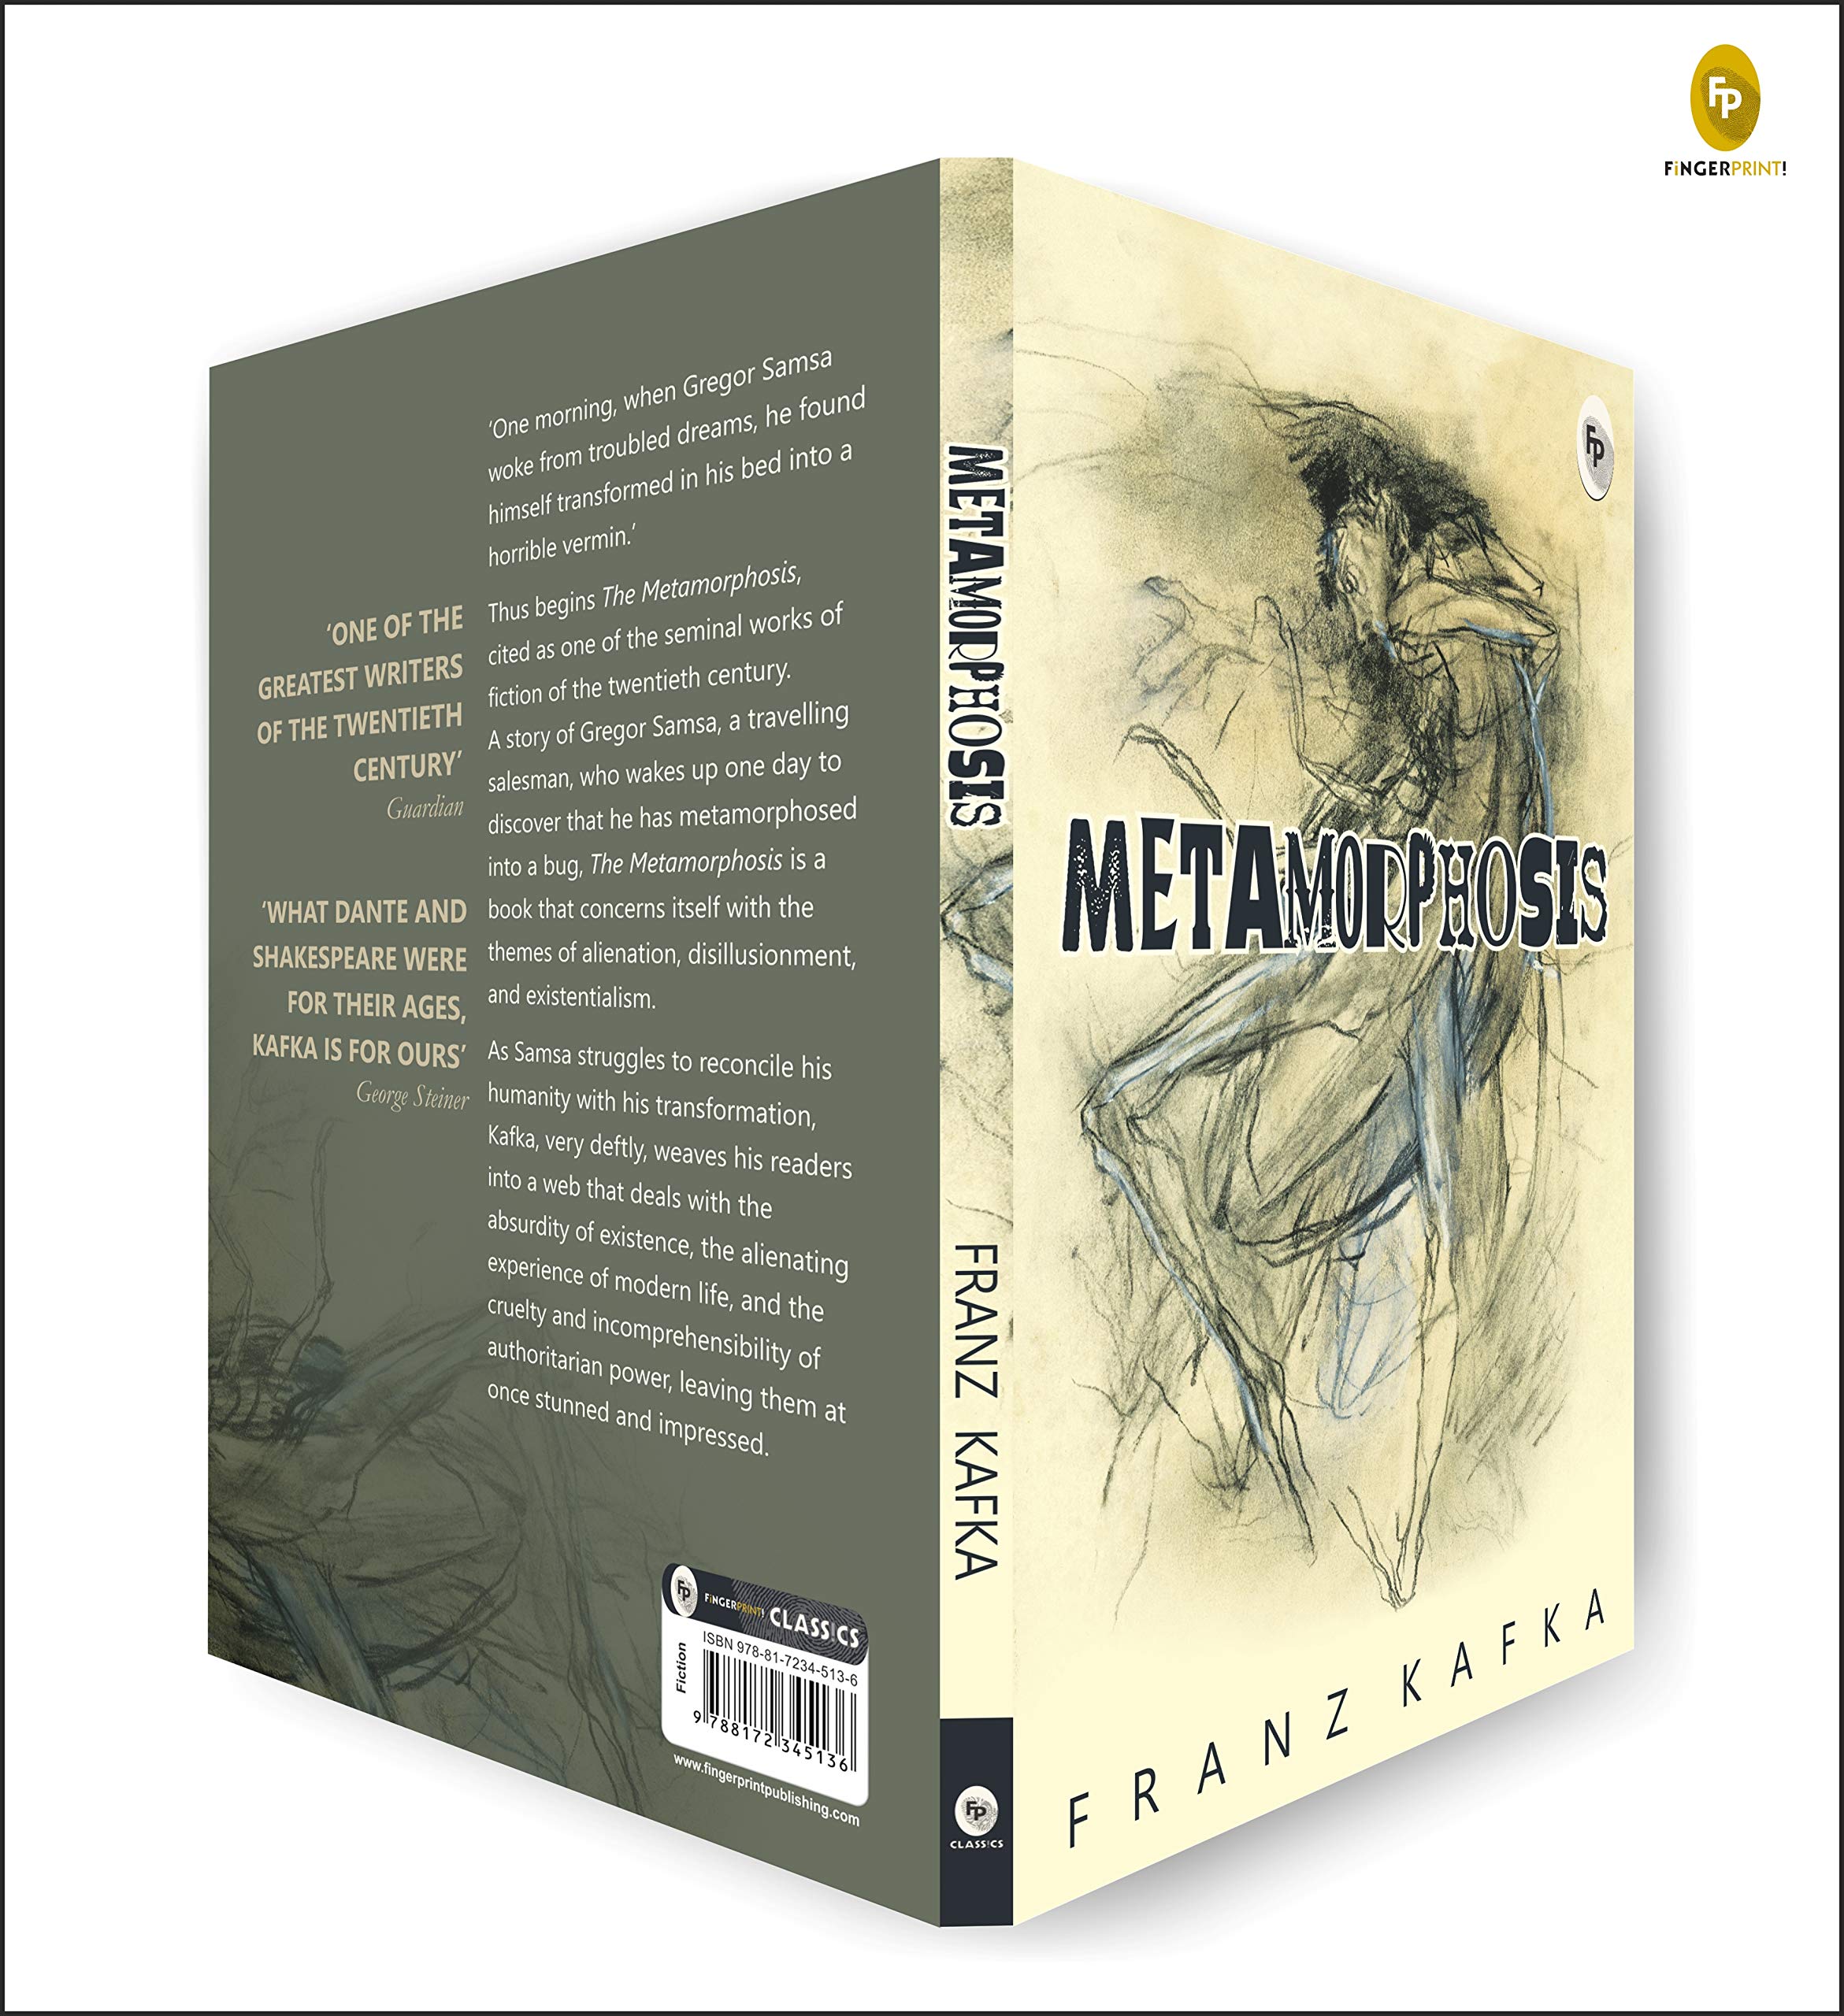 FP
FiNGERPRINT!
'One morning, when Gregor Samsa
woke from troubled dreams, he found
himself transformed in his bed into a
horrible vermin.'
Thus begins The Metamorphosis,
cited as one of the seminal works of
fiction of the twentieth century.
A story of Gregor Samsa, a travelling
salesman, who wakes up one day to
discover that he has metamorphosed
into a bug, The Metamorphosis is a
book that concerns itself with the
themes of alienation, disillusionment,
and existentialism.
As Samsa struggles to reconcile his
humanity with his transformation,
Kafka, very deftly, weaves his readers
into a web that deals with the
absurdity of existence, the alienating
experience of modern life, and the
cruelty and incomprehensibility of
authoritarian power, leaving them at
once stunned and impressed.
'ONE OF THE
GREATEST WRITERS
OF THE TWENTIETH
CENTURY'
Guardian
'WHAT DANTE AND
SHAKESPEARE WERE
FOR THEIR AGES,
KAFKA IS FOR OURS'
George Steiner
FP FiNGERPRINT! CLASS!CS
ISBN 978-81-7234-513-6
Fiction
9 788172 345136
www.fingerprintpublishing.com
METAMORPHOSIS
FRANZ KAFKA
FP
CLASS!CS
FP
METAMORPHOSIS
FRANZ KAFKA